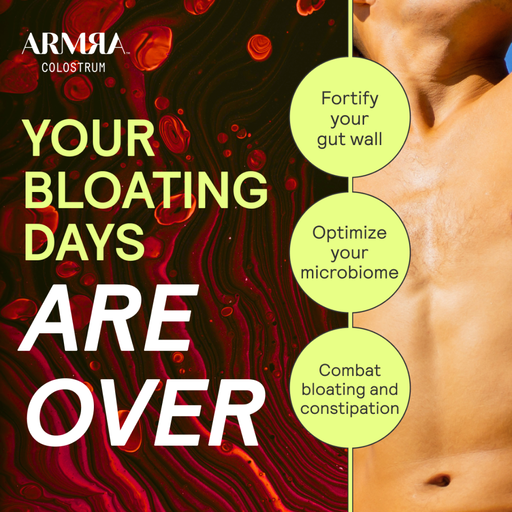 ARMRA
COLOSTRUM
YOUR
BLOATING
DAYS
ARE
OVER
Fortify
your
gut wall
Optimize
your
microbiome
Combat
bloating and
constipation